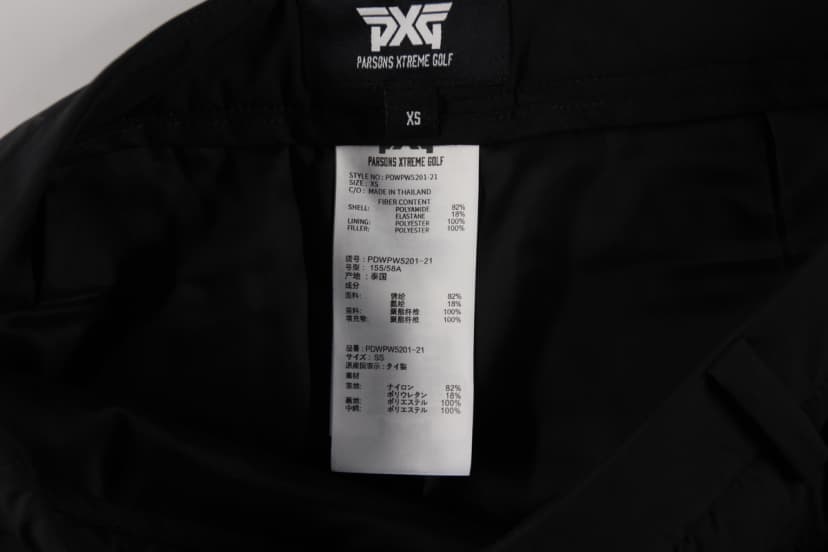 PXG
PARSONS XTREME GOLF
XS
PARSONS XTREME GOLF
STYLE NO: PDWPW5201-21
SIZE: XS
C/O: MADE IN THAILAND
FIBER CONTENT
SHELL: POLYAMIDE 82%
ELASTANE 18%
LINING: POLYESTER 100%
FILLER: POLYESTER 100%
款号: PDWPW5201-21
号型: 155/58A
产地: 泰国
成分
面料: 锦纶 82%
氨纶 18%
里料: 聚酯纤维 100%
填充物: 聚酯纤维 100%
品番: PDWPW5201-21
サイズ: SS
原産国表示: タイ製
素材
表地: ナイロン 82%
ポリウレタン 18%
裏地: ポリエステル 100%
中綿: ポリエステル 100%